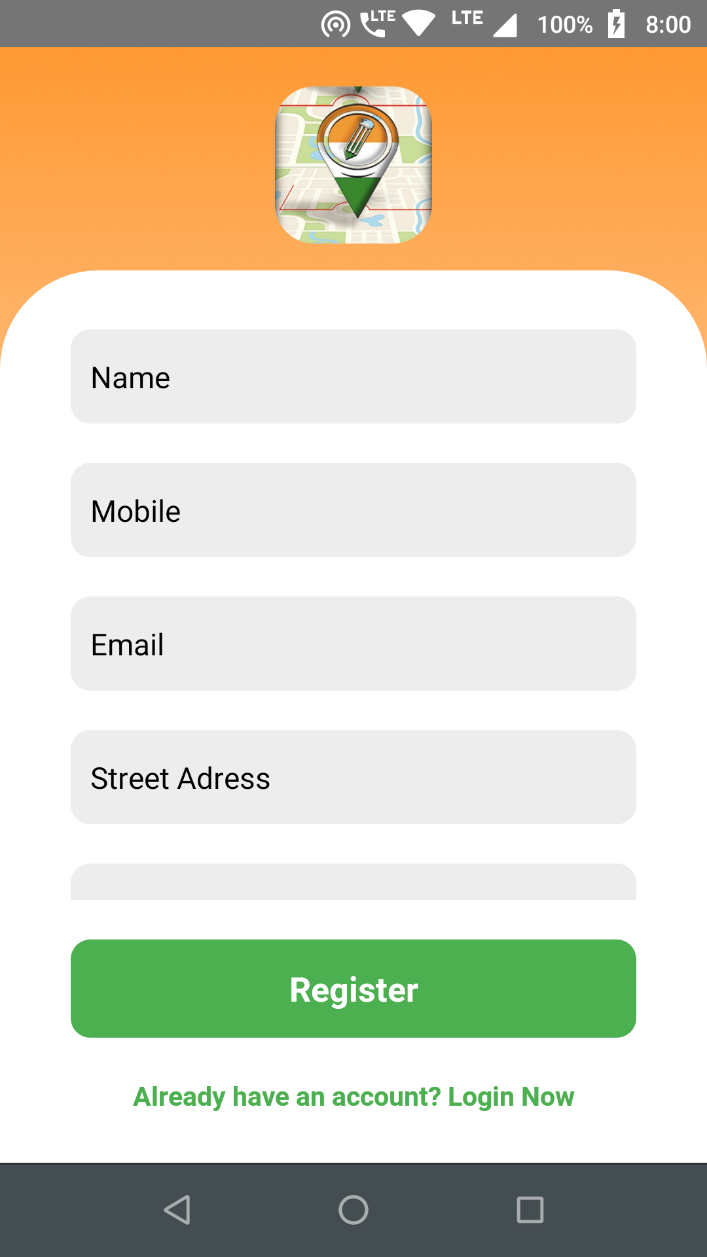 LTE LTE 100% 8:00
Name
Mobile
Email
Street Adress
Register
Already have an account? Login Now